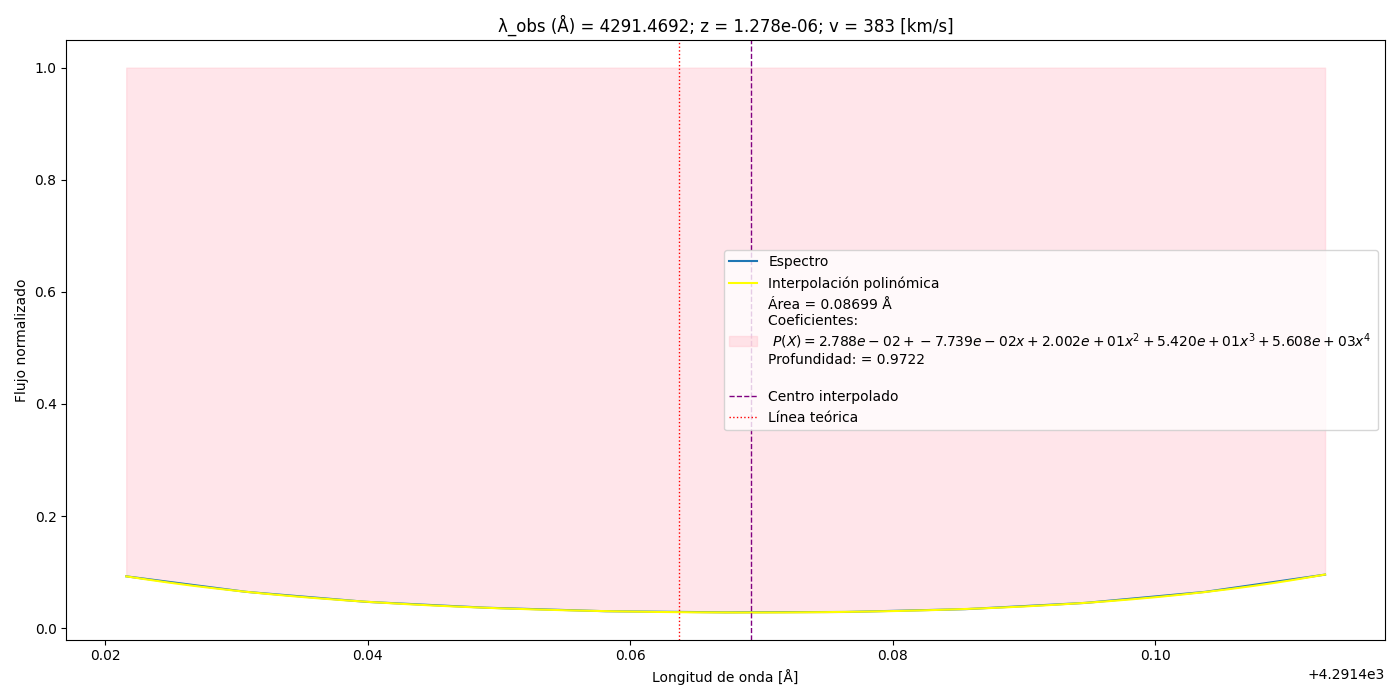 λ_obs (Å) = 4291.4692; z = 1.278e-06; v = 383 [km/s]
Flujo normalizado
1.0
0.8
0.6
0.4
0.2
0.0
Espectro
Interpolación polinómica
Área = 0.08699 Å
Coeficientes:
P(X) = 2.788e − 02 + −7.739e − 02x + 2.002e + 01x² + 5.420e + 01x³ + 5.608e + 03x⁴
Profundidad: = 0.9722
Centro interpolado
Línea teórica
0.02 0.04 0.06 0.08 0.10
+4.2914e3
Longitud de onda [Å]